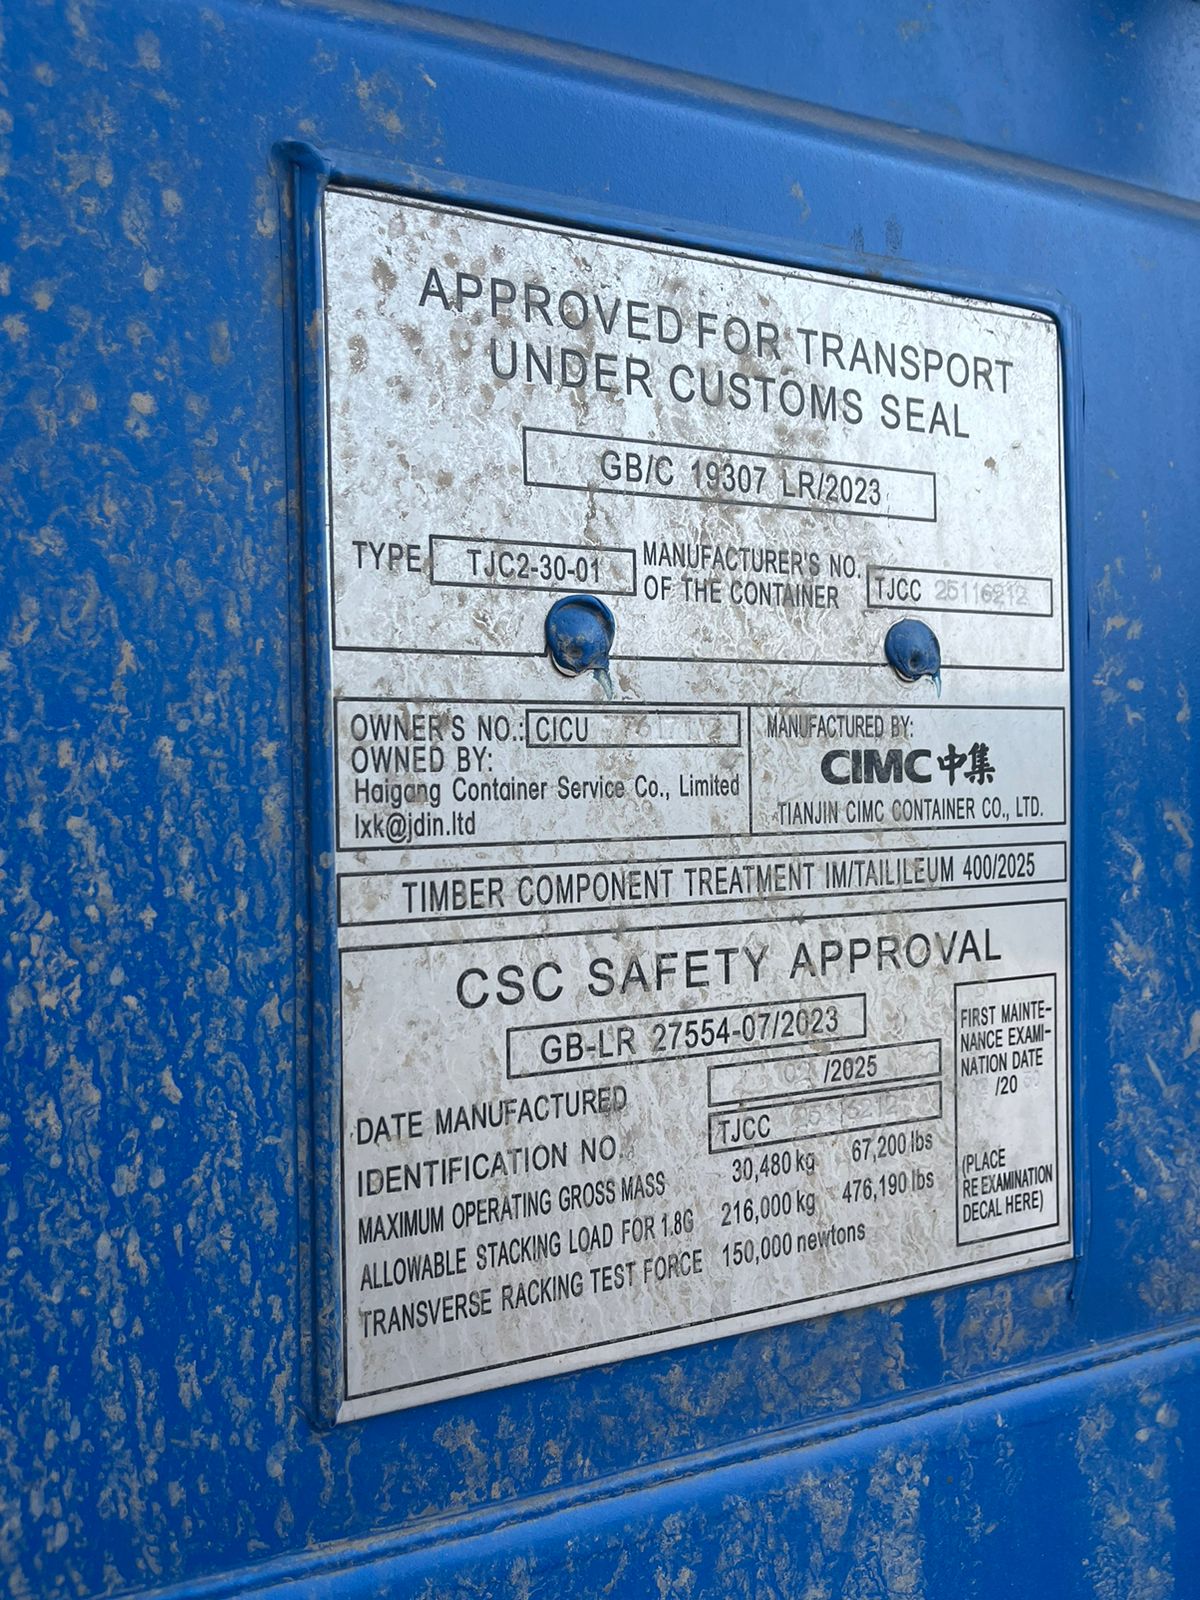 APPROVED FOR TRANSPORT
UNDER CUSTOMS SEAL
GB/C 19307 LR/2023
TYPE TJC2-30-01 MANUFACTURER'S NO.
OF THE CONTAINER TJCC 25116212
OWNER'S NO.: CICU
OWNED BY:
Haigang Container Service Co., Limited
lxk@jdin.ltd
MANUFACTURED BY:
CIMC 中集
TIANJIN CIMC CONTAINER CO., LTD.
TIMBER COMPONENT TREATMENT IM/TAILILEUM 400/2025
CSC SAFETY APPROVAL
GB-LR 27554-07/2023
DATE MANUFACTURED /2025
IDENTIFICATION NO. TJCC
MAXIMUM OPERATING GROSS MASS 30,480 kg 67,200 lbs
ALLOWABLE STACKING LOAD FOR 1.8G 216,000 kg 476,190 lbs
TRANSVERSE RACKING TEST FORCE 150,000 newtons
FIRST MAINTE-
NANCE EXAMI-
NATION DATE
/20
(PLACE
RE EXAMINATION
DECAL HERE)